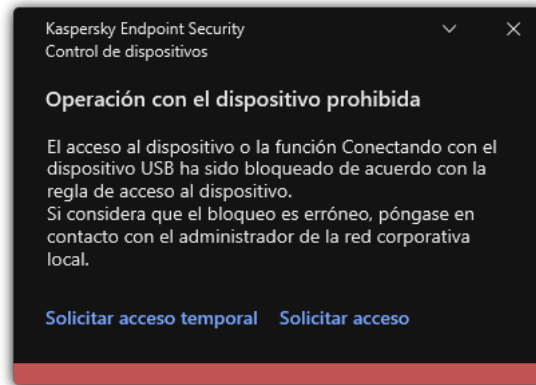 Kaspersky Endpoint Security
Control de dispositivos
Operación con el dispositivo prohibida
El acceso al dispositivo o la función Conectando con el
dispositivo USB ha sido bloqueado de acuerdo con la
regla de acceso al dispositivo.
Si considera que el bloqueo es erróneo, póngase en
contacto con el administrador de la red corporativa
local.
Solicitar acceso temporal Solicitar acceso